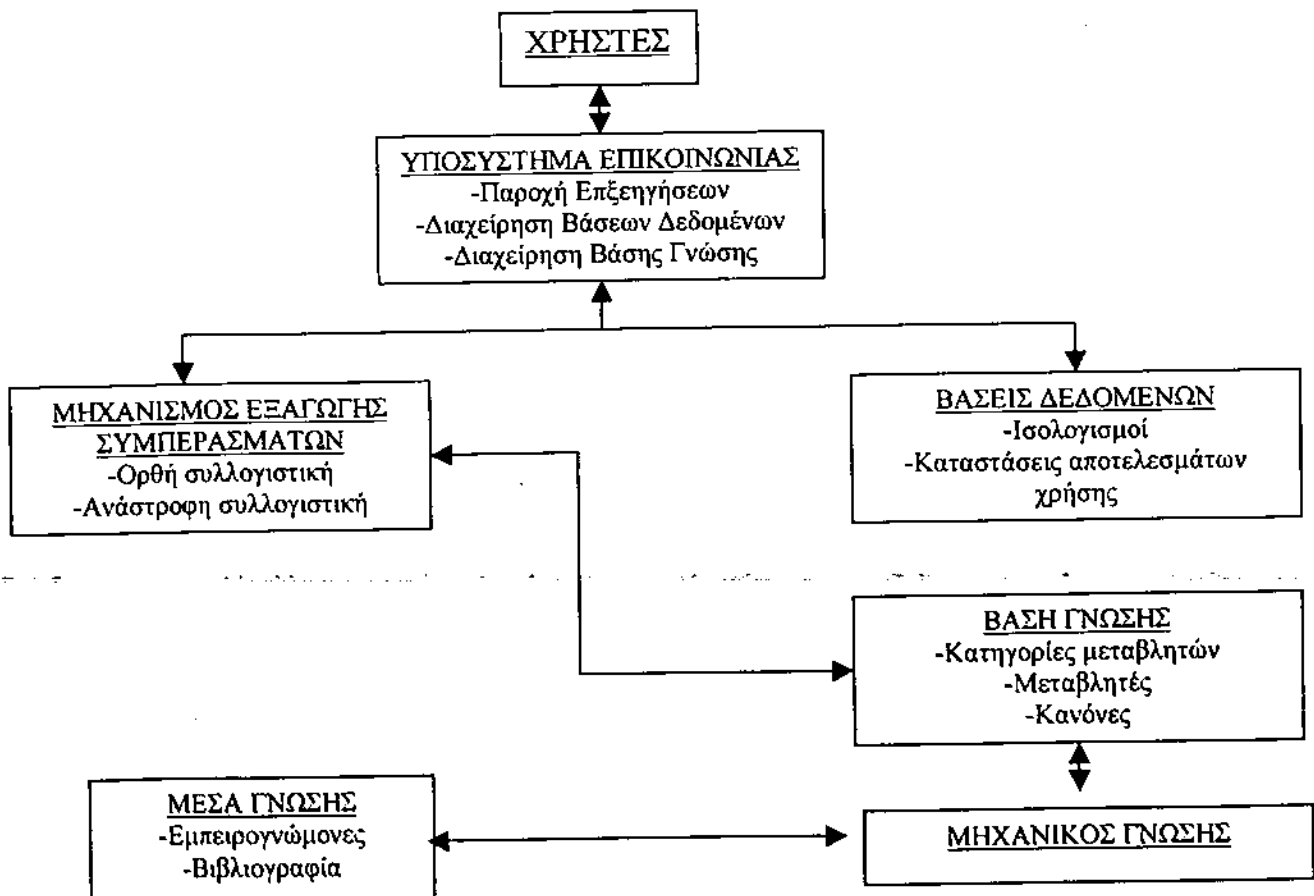 ΧΡΗΣΤΕΣ
ΥΠΟΣΥΣΤΗΜΑ ΕΠΙΚΟΙΝΩΝΙΑΣ
-Παροχή Επξεηγήσεων
-Διαχείρηση Βάσεων Δεδομένων
-Διαχείρηση Βάσης Γνώσης
ΜΗΧΑΝΙΣΜΟΣ ΕΞΑΓΩΓΗΣ
ΣΥΜΠΕΡΑΣΜΑΤΩΝ
-Ορθή συλλογιστική
-Ανάστροφη συλλογιστική
ΒΑΣΕΙΣ ΔΕΔΟΜΕΝΩΝ
-Ισολογισμοί
-Καταστάσεις αποτελεσμάτων
χρήσης
ΒΑΣΗ ΓΝΩΣΗΣ
-Κατηγορίες μεταβλητών
-Μεταβλητές
-Κανόνες
ΜΕΣΑ ΓΝΩΣΗΣ
-Εμπειρογνώμονες
-Βιβλιογραφία
ΜΗΧΑΝΙΚΟΣ ΓΝΩΣΗΣ